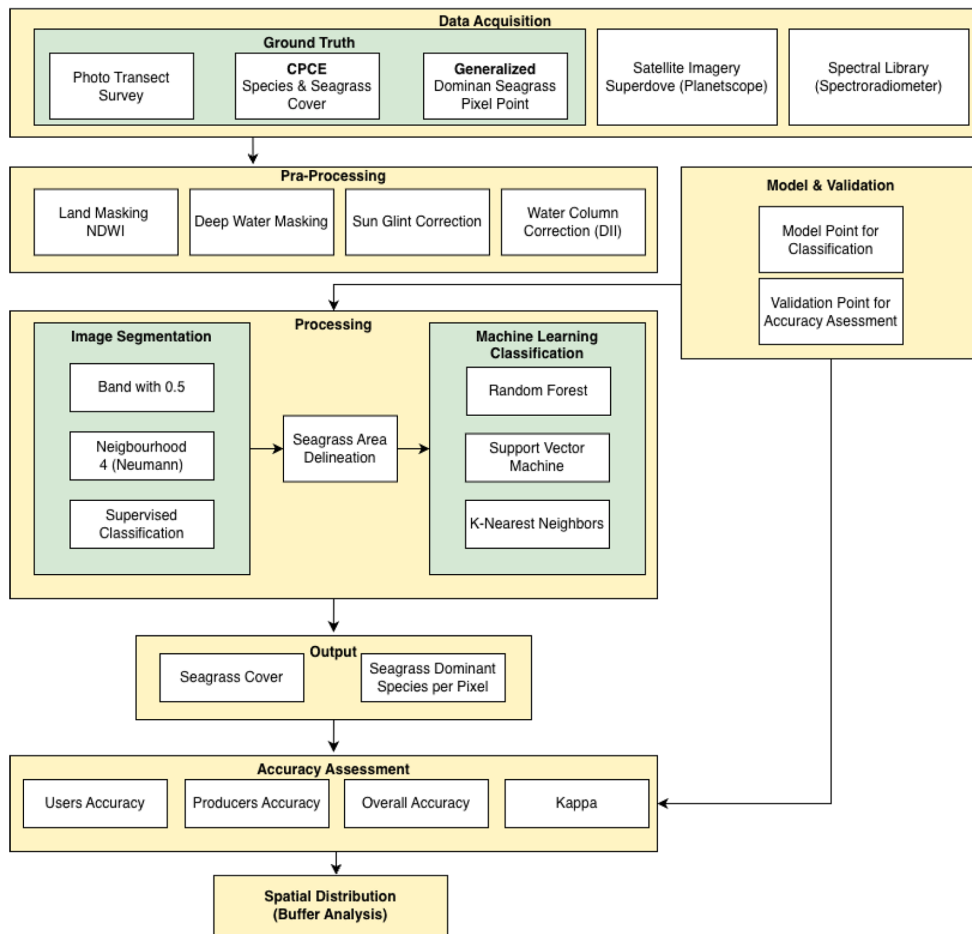 Data Acquisition
Ground Truth
Photo Transect
Survey
CPCE
Species & Seagrass
Cover
Generalized
Dominan Seagrass
Pixel Point
Satellite Imagery
Superdove (Planetscope)
Spectral Library
(Spectroradiometer)
Pra-Processing
Land Masking
NDWI
Deep Water Masking
Sun Glint Correction
Water Column
Correction (DII)
Model & Validation
Model Point for
Classification
Validation Point for
Accuracy Asessment
Processing
Image Segmentation
Band with 0.5
Neigbourhood
4 (Neumann)
Supervised
Classification
Seagrass Area
Delineation
Machine Learning
Classification
Random Forest
Support Vector
Machine
K-Nearest Neighbors
Output
Seagrass Cover
Seagrass Dominant
Species per Pixel
Accuracy Assessment
Users Accuracy
Producers Accuracy
Overall Accuracy
Kappa
Spatial Distribution
(Buffer Analysis)